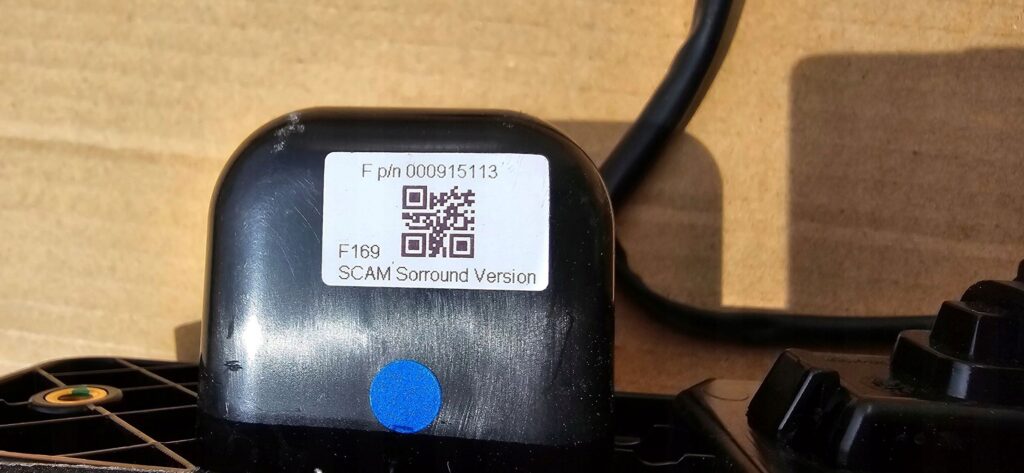 F p/n 000915113
F169
SCAM Sorround Version